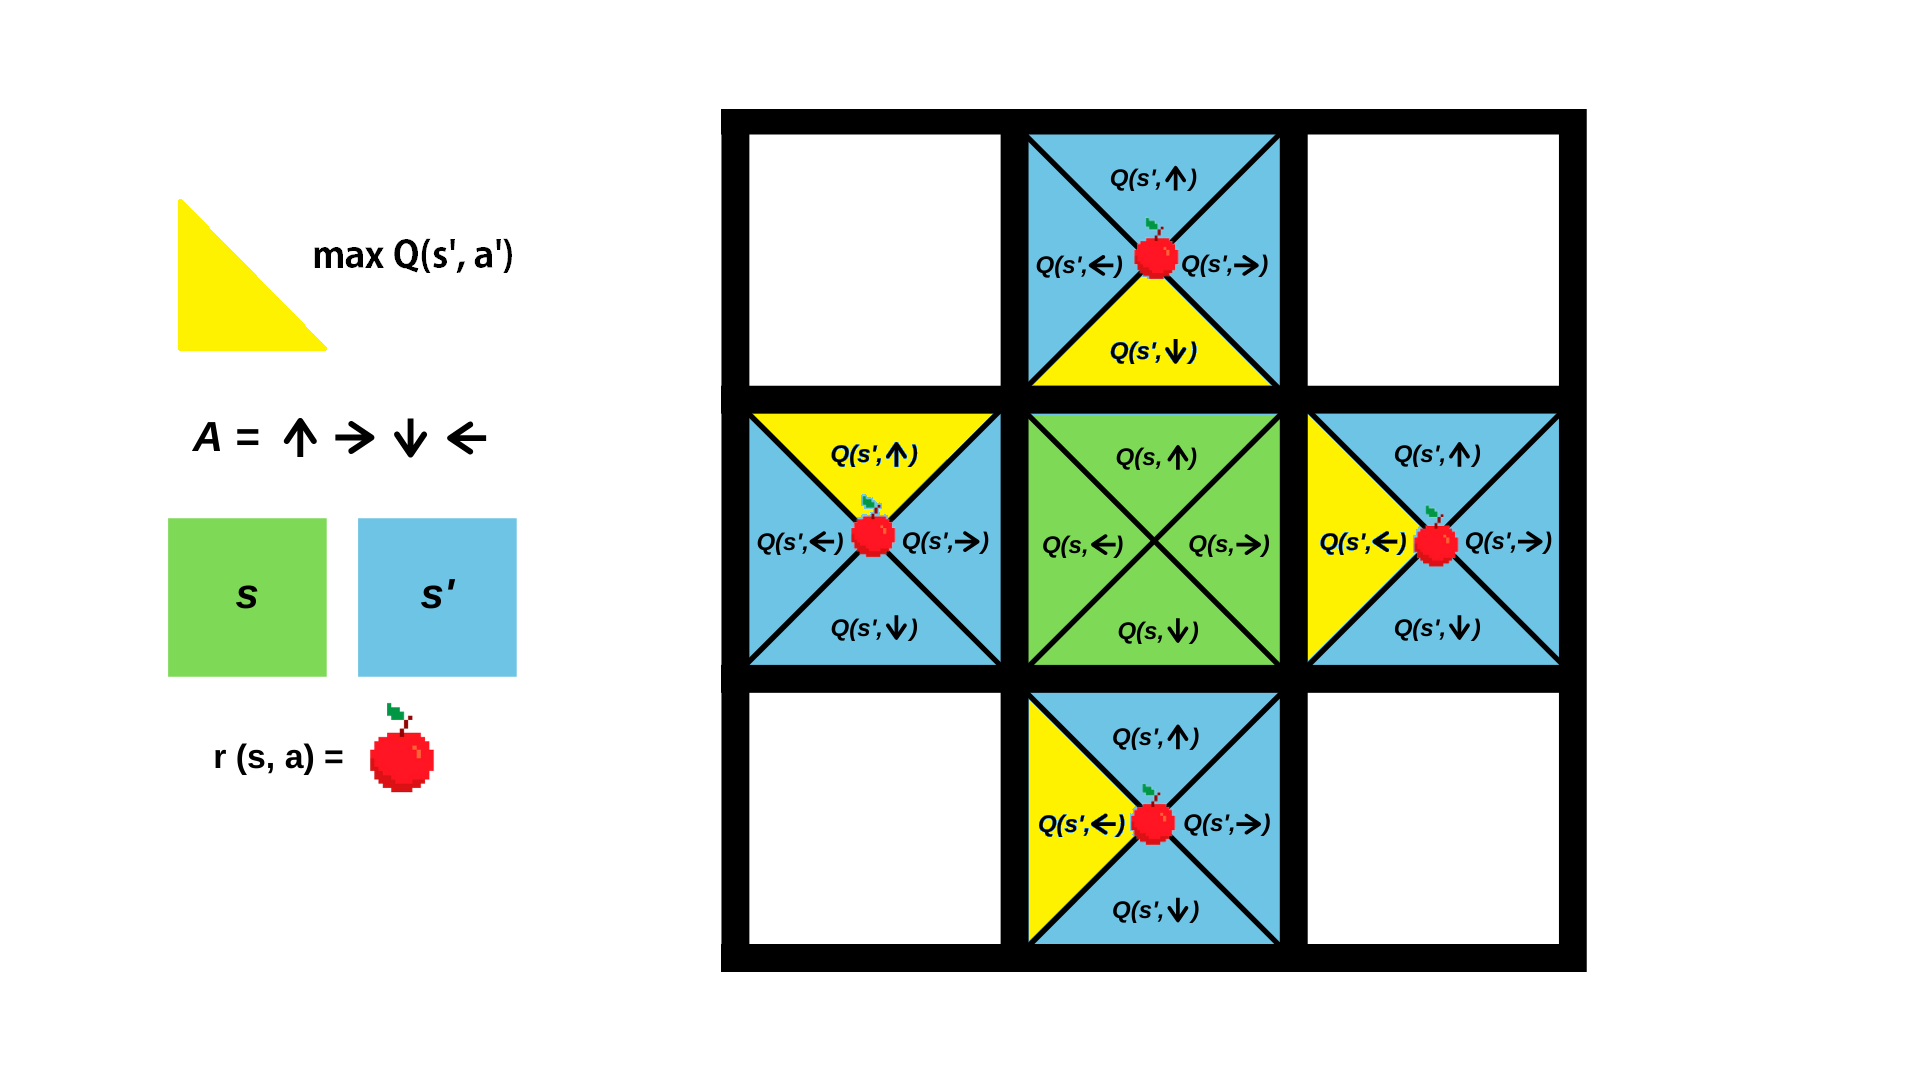 max Q(s', a')
A = ↑ → ↓ ←
s
s'
r (s, a) =
Q(s',↑)
Q(s',←)
Q(s',→)
Q(s',↓)
Q(s',↑)
Q(s',←)
Q(s',→)
Q(s',↓)
Q(s,↑)
Q(s,←)
Q(s,→)
Q(s,↓)
Q(s',↑)
Q(s',←)
Q(s',→)
Q(s',↓)
Q(s',↑)
Q(s',←)
Q(s',→)
Q(s',↓)